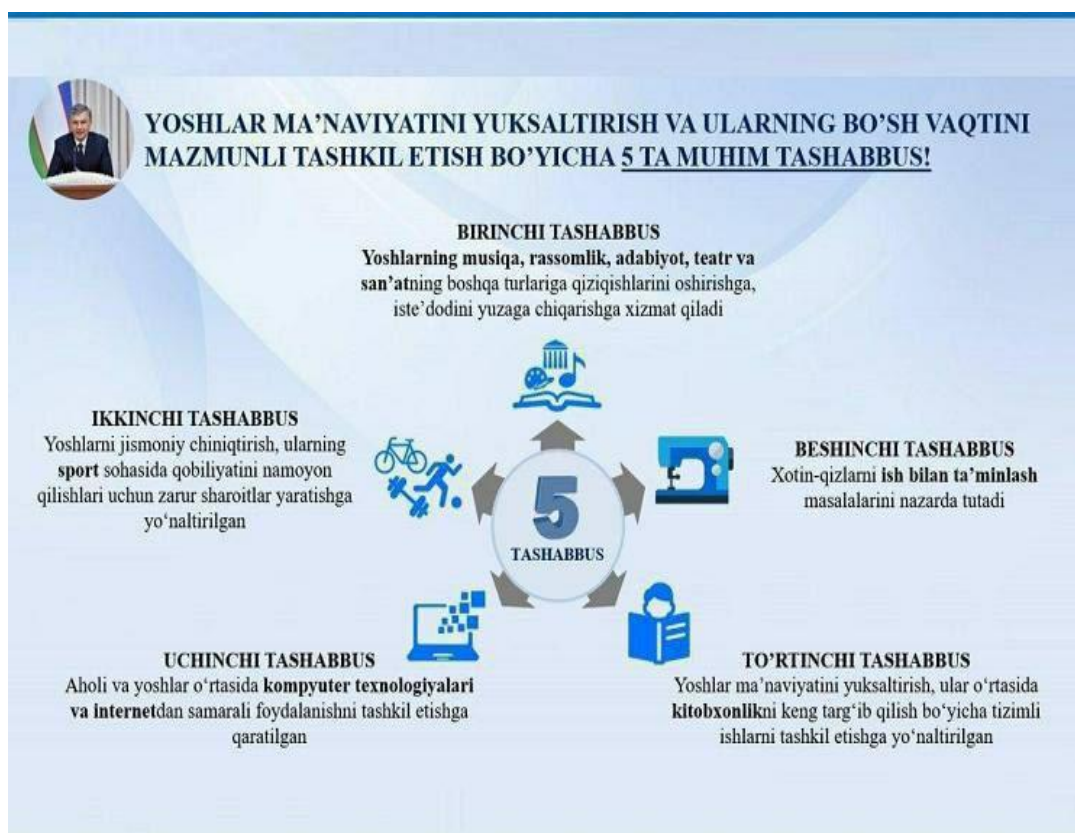 YOSHLAR MA’NAVIYATINI YUKSALTIRISH VA ULARNING BO’SH VAQTINI
MAZMUNLI TASHKIL ETISH BO’YICHA 5 TA MUHIM TASHABBUS!
BIRINCHI TASHABBUS
Yoshlarning musiqa, rassomlik, adabiyot, teatr va
san’atning boshqa turlariga qiziqishlarini oshirishga,
iste’dodini yuzaga chiqarishga xizmat qiladi
IKKINCHI TASHABBUS
Yoshlarni jismoniy chiniqtirish, ularning
sport sohasida qobiliyatini namoyon
qilishlari uchun zarur sharoitlar yaratishga
yo‘naltirilgan
BESHINCHI TASHABBUS
Xotin-qizlarni ish bilan ta’minlash
masalalarini nazarda tutadi
5
TASHABBUS
UCHINCHI TASHABBUS
Aholi va yoshlar o‘rtasida kompyuter texnologiyalari
va internetdan samarali foydalanishni tashkil etishga
qaratilgan
TO’RTINCHI TASHABBUS
Yoshlar ma’naviyatini yuksaltirish, ular o‘rtasida
kitobxonlikni keng targ‘ib qilish bo‘yicha tizimli
ishlarni tashkil etishga yo‘naltirilgan